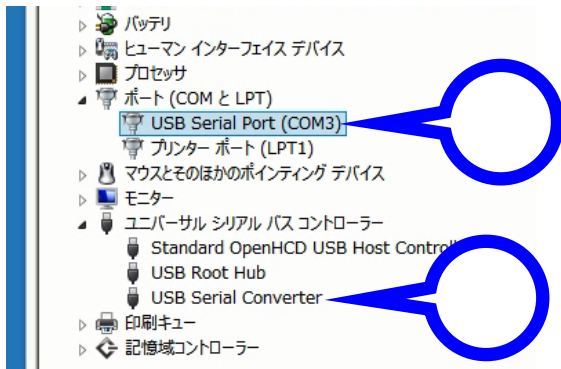 バッテリ
ヒューマン インターフェイス デバイス
プロセッサ
ポート (COM と LPT)
USB Serial Port (COM3)
プリンター ポート (LPT1)
マウスとそのほかのポインティング デバイス
モニター
ユニバーサル シリアル バス コントローラー
Standard OpenHCD USB Host
USB Root Hub
USB Serial Converter
印刷キュー
記憶域コントローラー